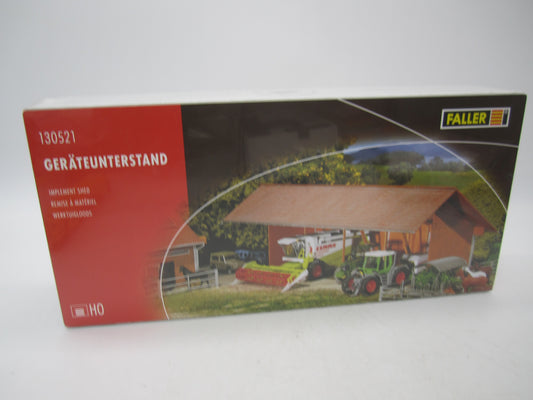 130521
GERÄTEUNTERSTAND
IMPLEMENT SHED
REMISE À MATÉRIEL
WERKTUIGLOODS
H0
FALLER